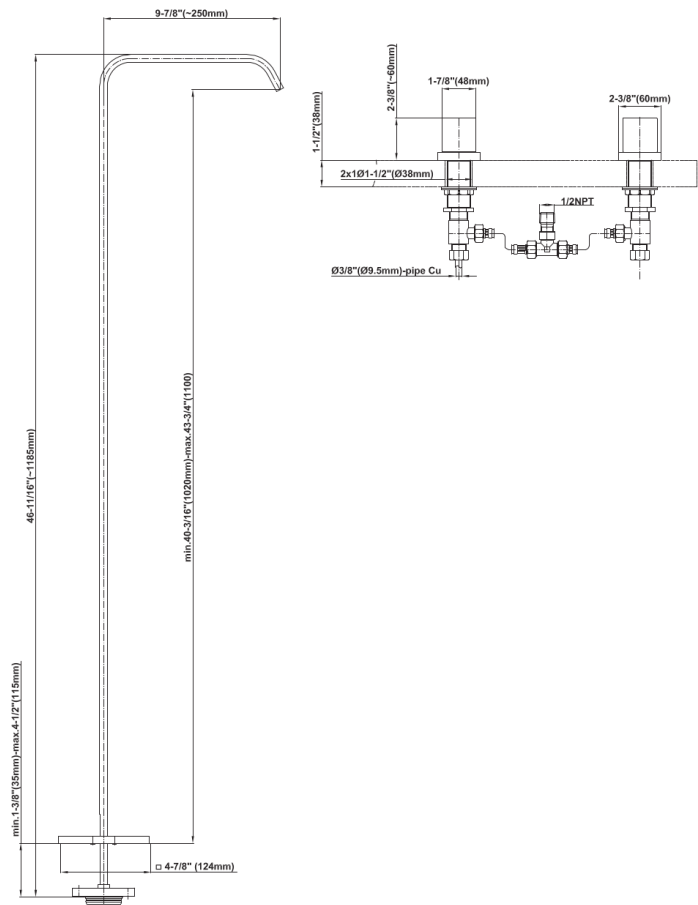 9-7/8"(~250mm)
46-11/16"(~1185mm)
min.40-3/16"(1020mm)-max.43-3/4"(1100)
min.1-3/8"(35mm)-max.4-1/2"(115mm)
□ 4-7/8" (124mm)
1-1/2"(38mm)
2-3/8"(~60mm)
1-7/8"(48mm)
2-3/8"(60mm)
2x1Ø1-1/2"(Ø38mm)
1/2NPT
Ø3/8"(Ø9.5mm)-pipe Cu